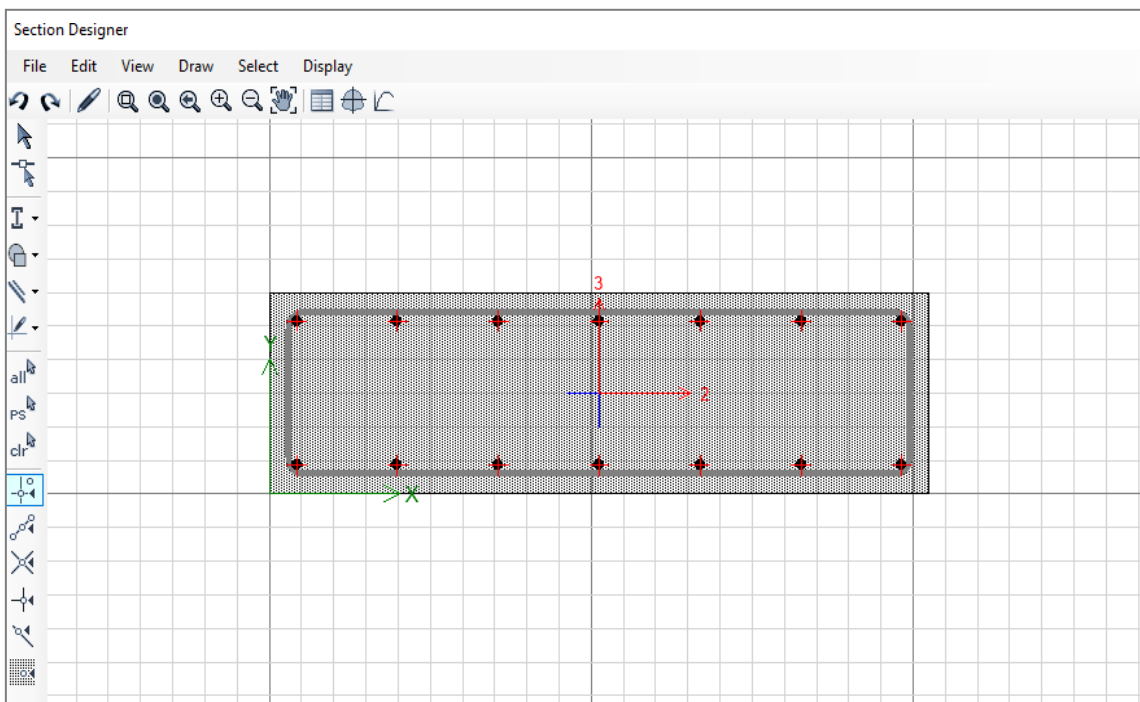 Section Designer
File Edit View Draw Select Display
all
PS
clr
3
Y
2
X